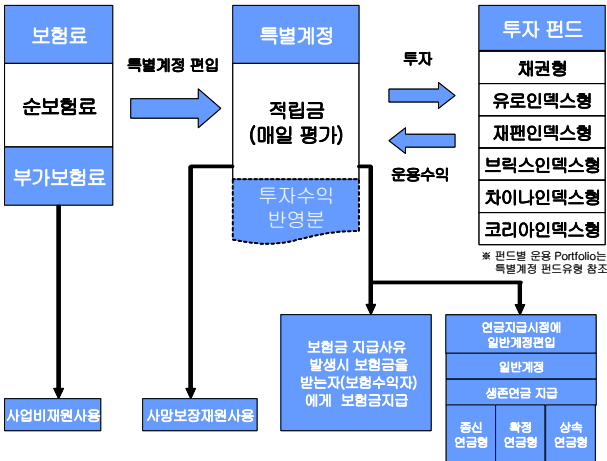 보험료
순보험료
부가보험료
특별계정 편입
특별계정
적립금
(매일 평가)
투자수익
반영분
투자
운용수익
투자 펀드
채권형
유로인덱스형
재팬인덱스형
브릭스인덱스형
차이나인덱스형
코리아인덱스형
※ 펀드별 운용 Portfolio는
특별계정 펀드유형 참조
사업비재원사용
사망보장재원사용
보험금 지급사유
발생시 보험금을
받는자(보험수익자)
에게 보험금지급
연금지급시점에
일반계정편입
일반계정
생존연금 지급
종신
연금형
확정
연금형
상속
연금형